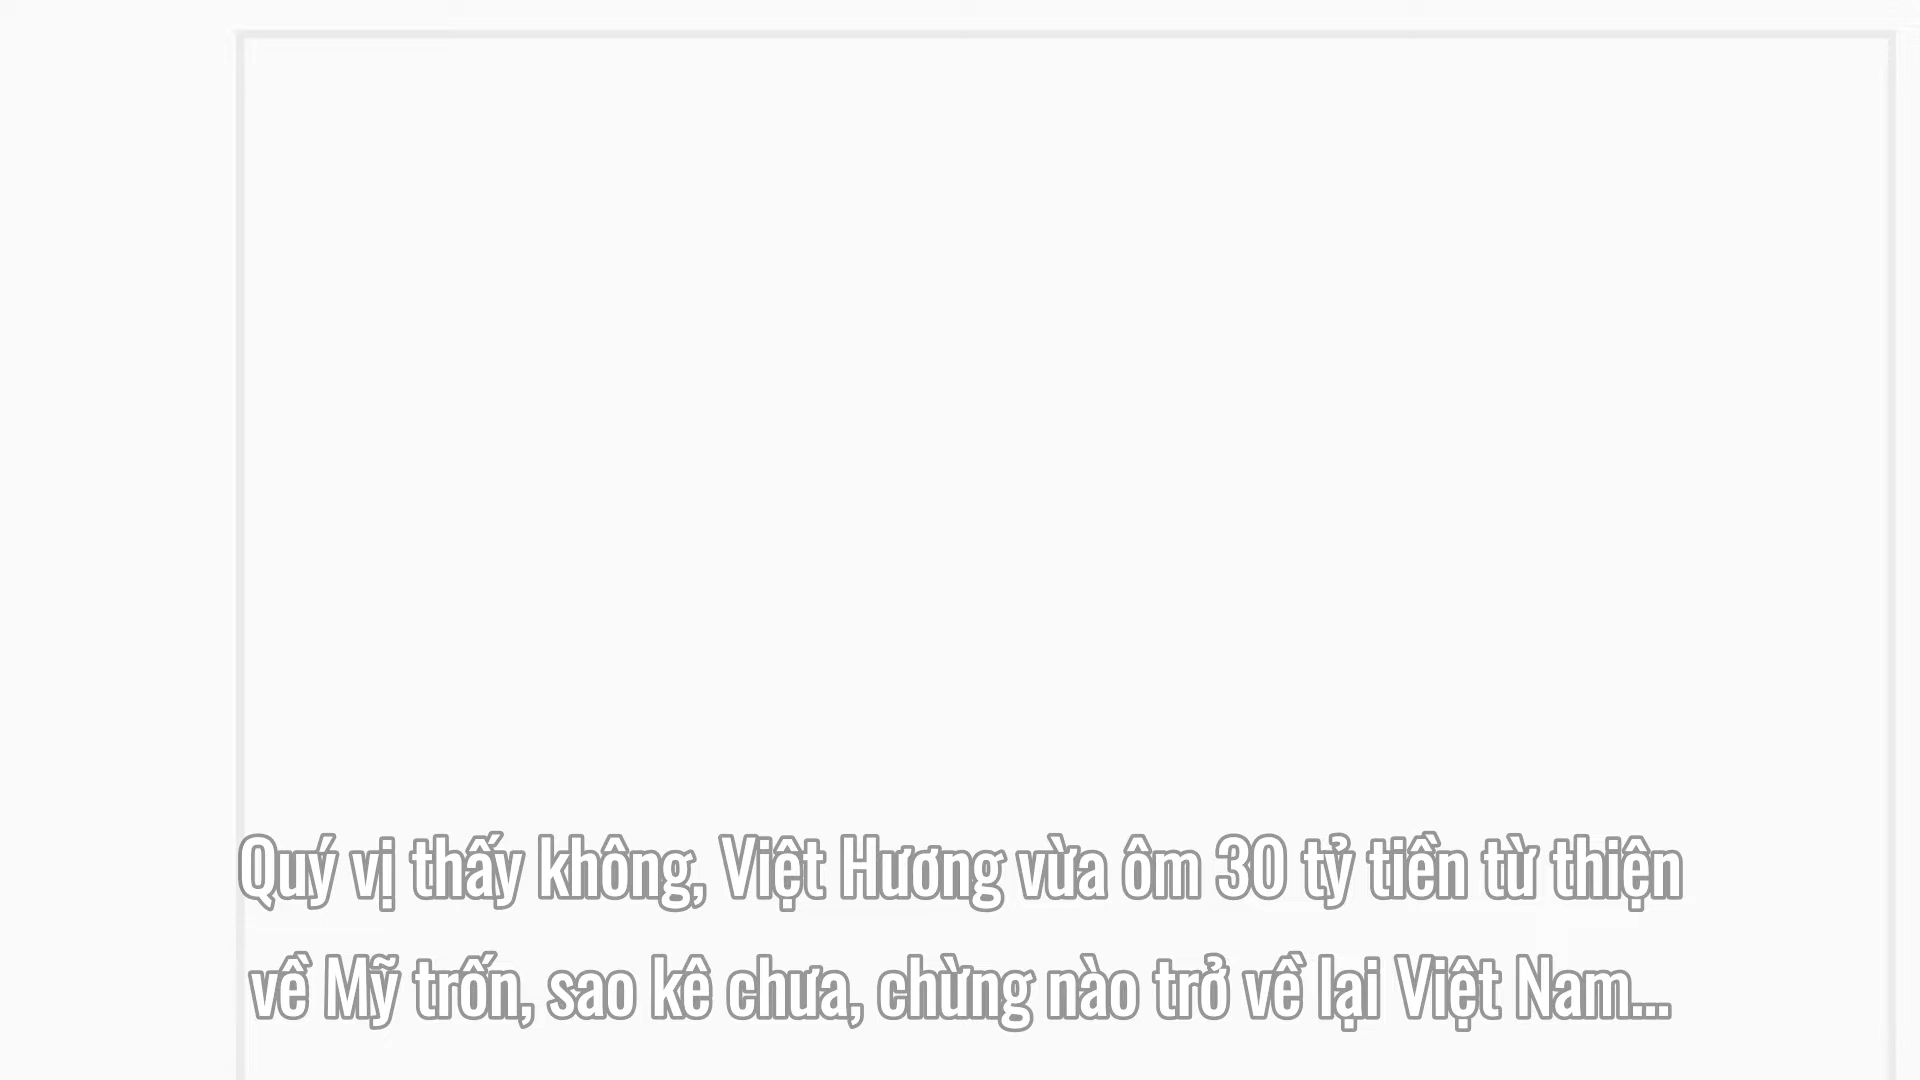 Quý vị thấy không, Việt Hương vừa ôm 30 tỷ tiền từ thiện
về Mỹ trốn, sao kê chưa, chừng nào trở về lại Việt Nam...